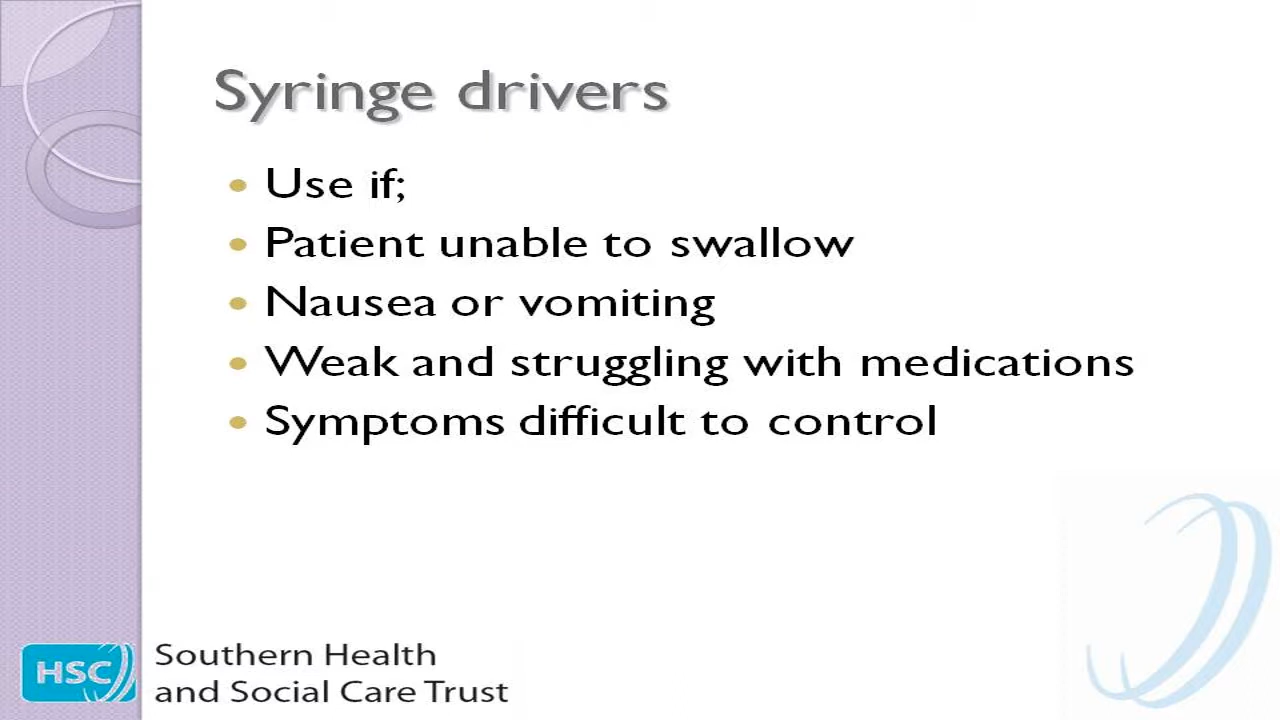 Syringe drivers
• Use if;
• Patient unable to swallow
• Nausea or vomiting
• Weak and struggling with medications
• Symptoms difficult to control
HSC Southern Health
and Social Care Trust